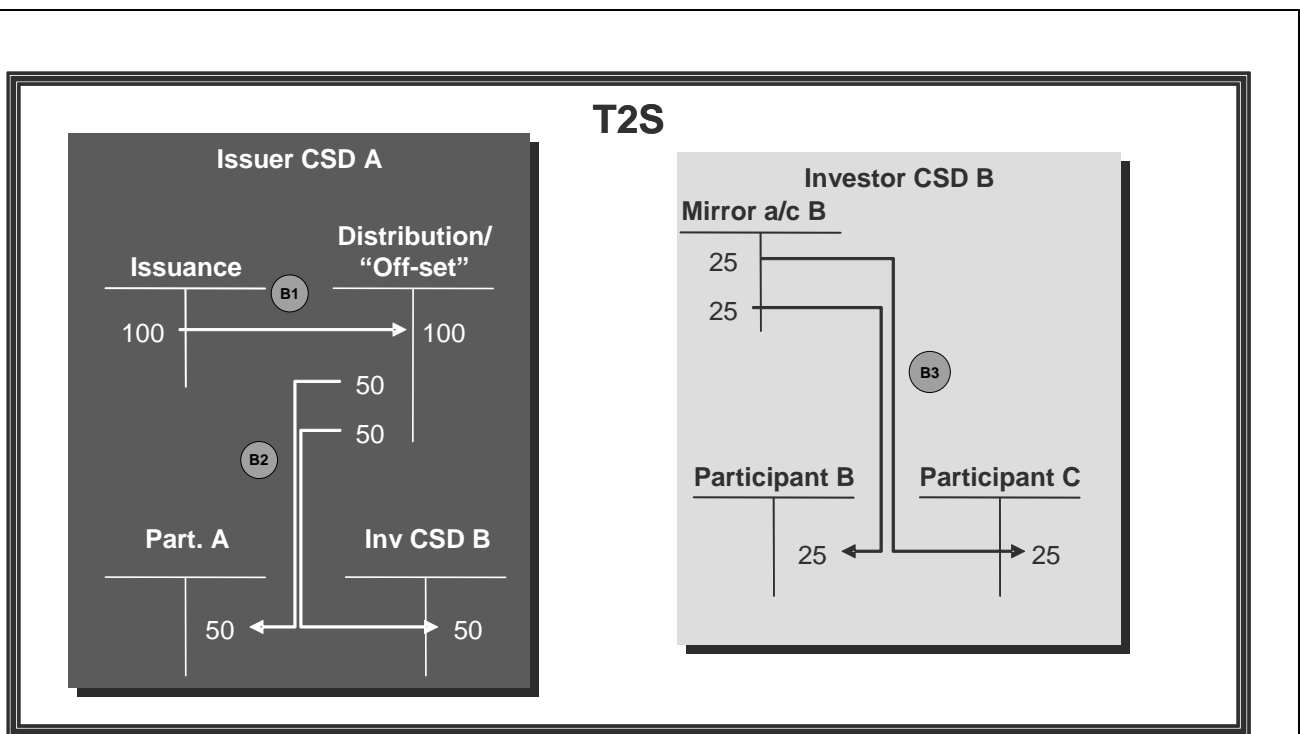 T2S
Issuer CSD A
Issuance
Distribution/
“Off-set”
B1
100
100
50
50
B2
Part. A
Inv CSD B
50
50
Investor CSD B
Mirror a/c B
25
25
B3
Participant B
Participant C
25
25